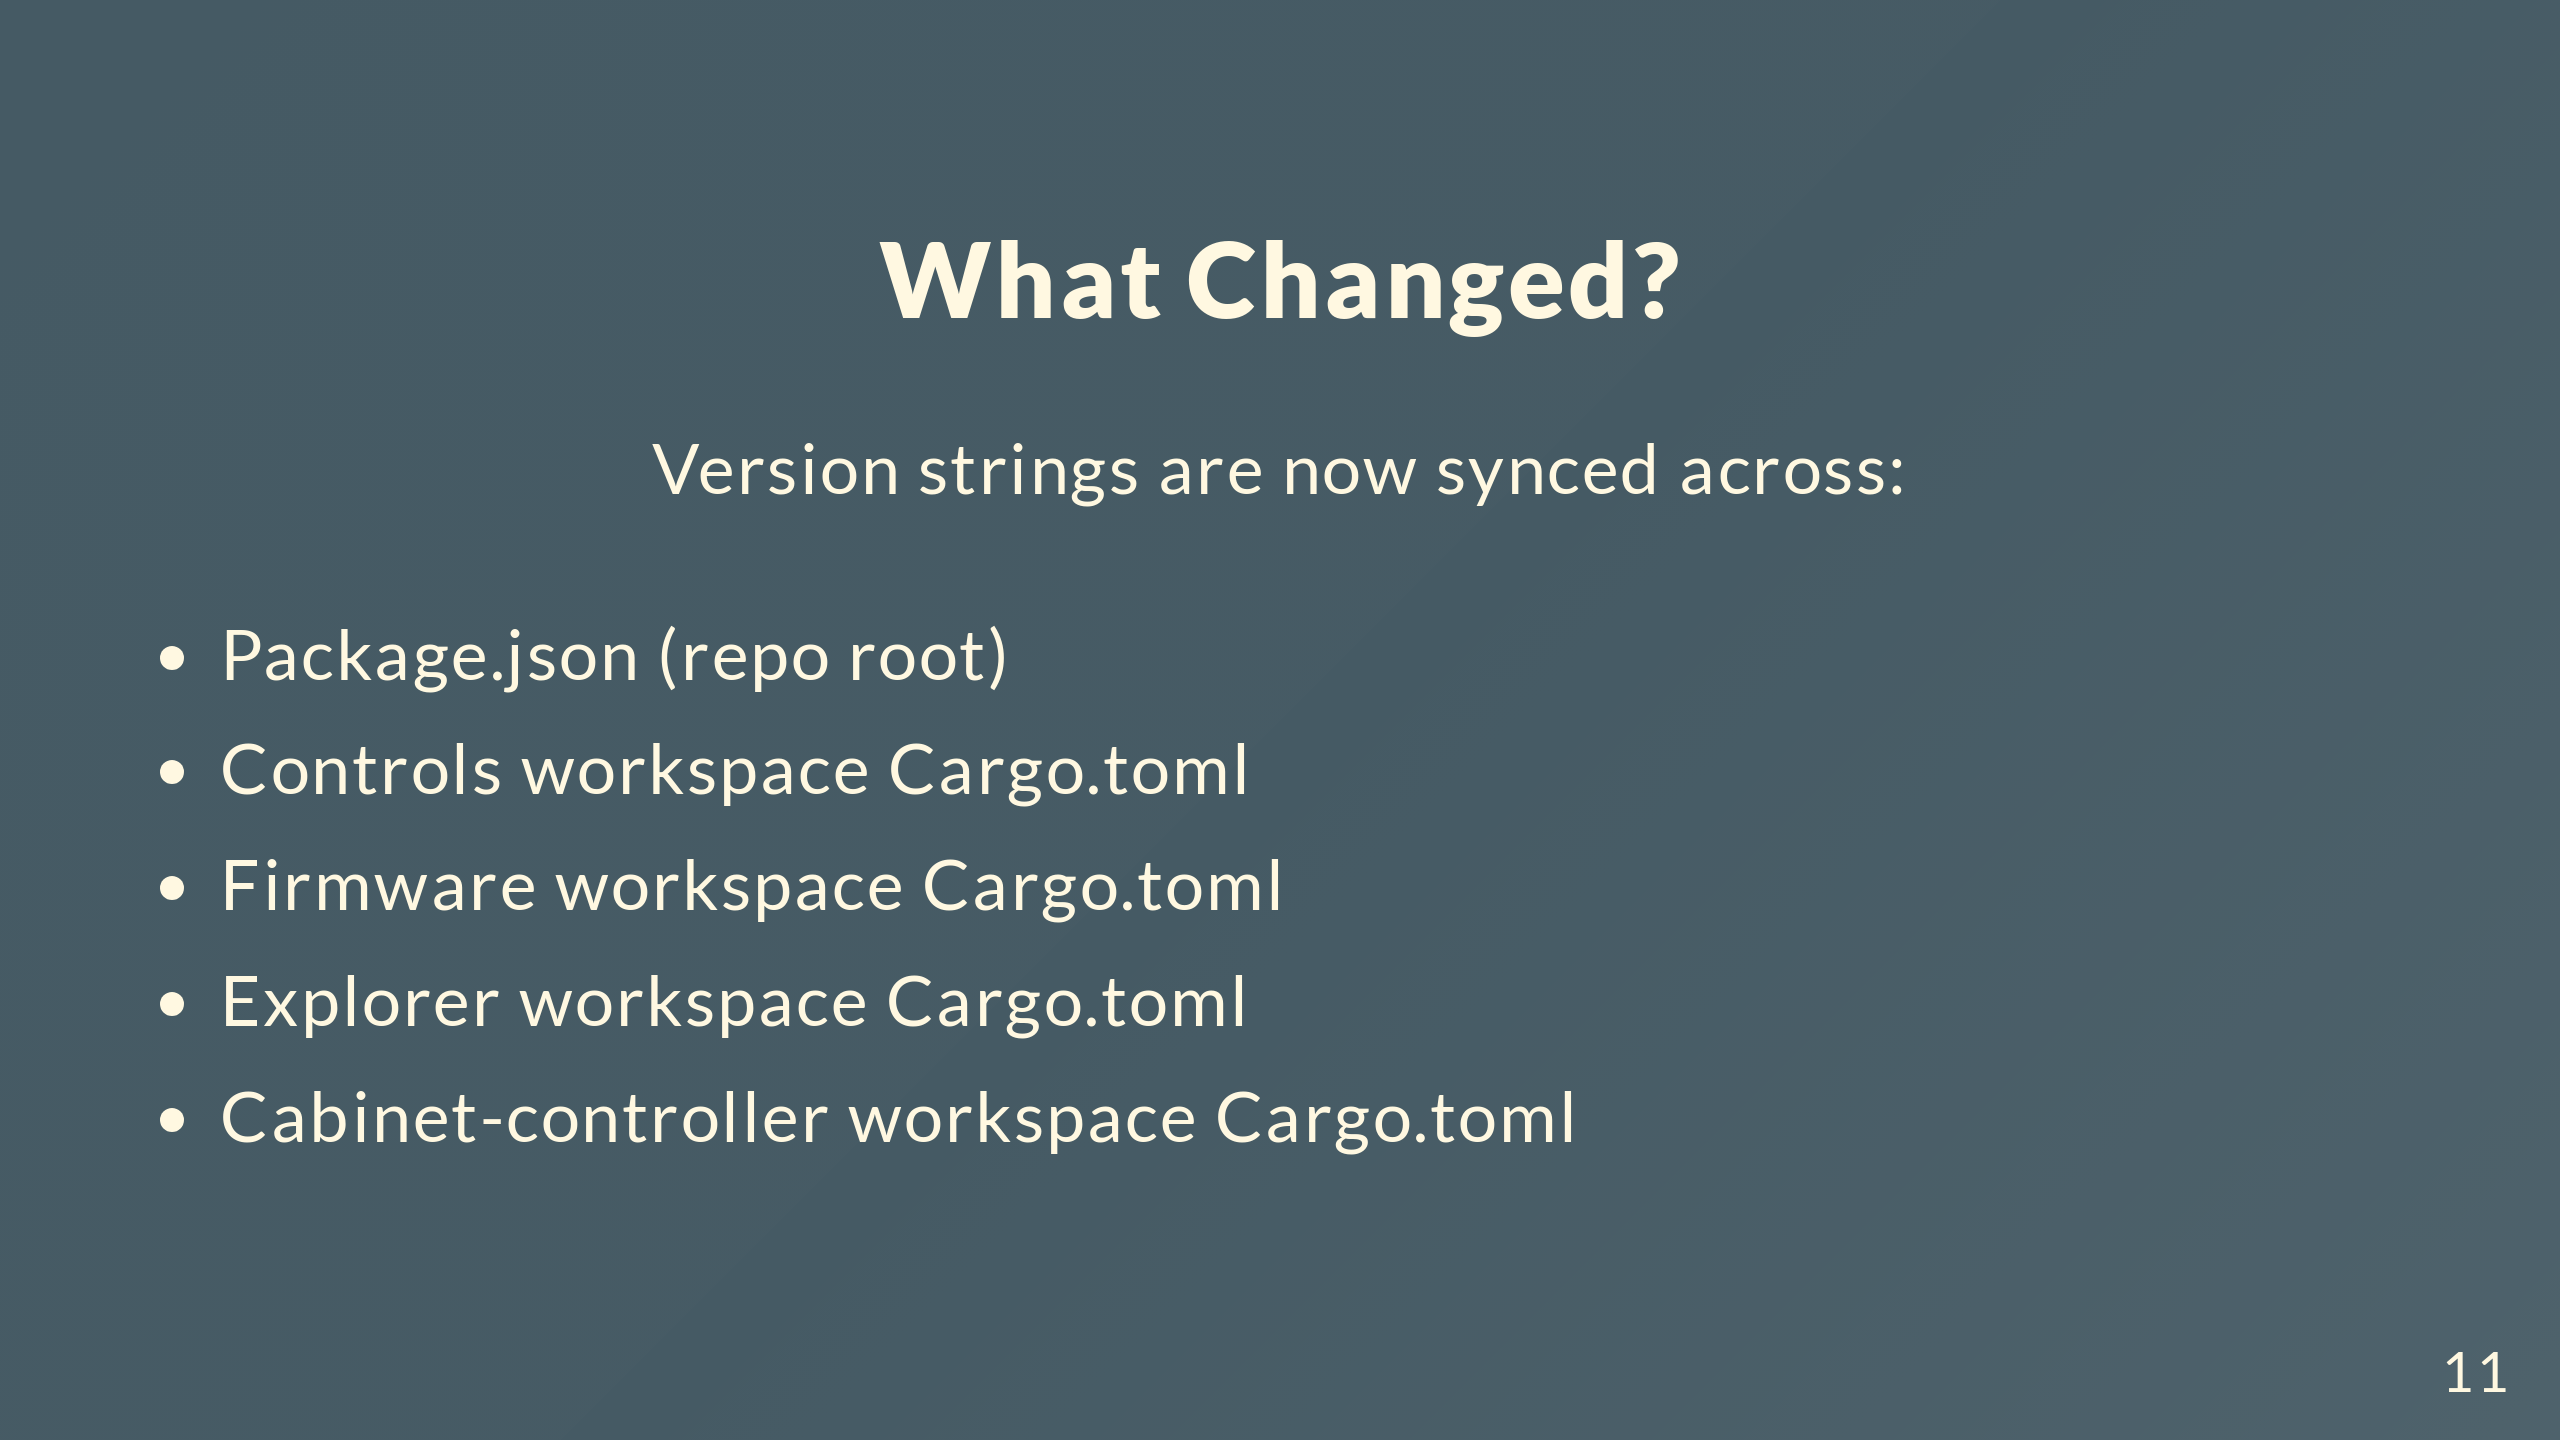 What Changed?
Version strings are now synced across:
• Package.json (repo root)
• Controls workspace Cargo.toml
• Firmware workspace Cargo.toml
• Explorer workspace Cargo.toml
• Cabinet-controller workspace Cargo.toml
11